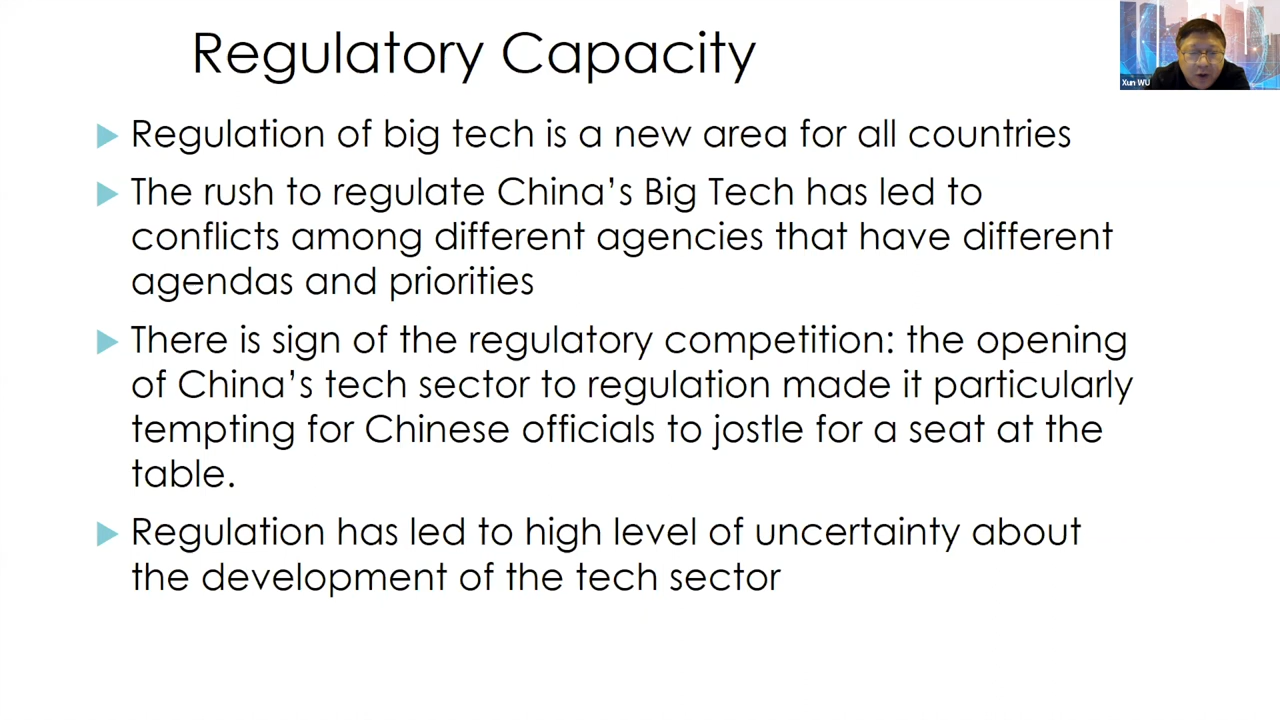 Regulatory Capacity
Xun WU
Regulation of big tech is a new area for all countries
The rush to regulate China's Big Tech has led to
conflicts among different agencies that have different
agendas and priorities
There is sign of the regulatory competition: the opening
of China's tech sector to regulation made it particularly
tempting for Chinese officials to jostle for a seat at the
table.
Regulation has led to high level of uncertainty about
the development of the tech sector